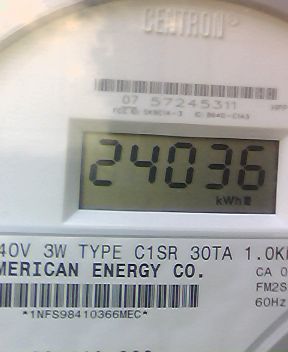 CENTRON®
07 57245311
24036
kWh
40V 3W TYPE C1SR 30TA 1.0K
MERICAN ENERGY CO.
CA 0
FM2S
60Hz
*1NFS98410366MEC*